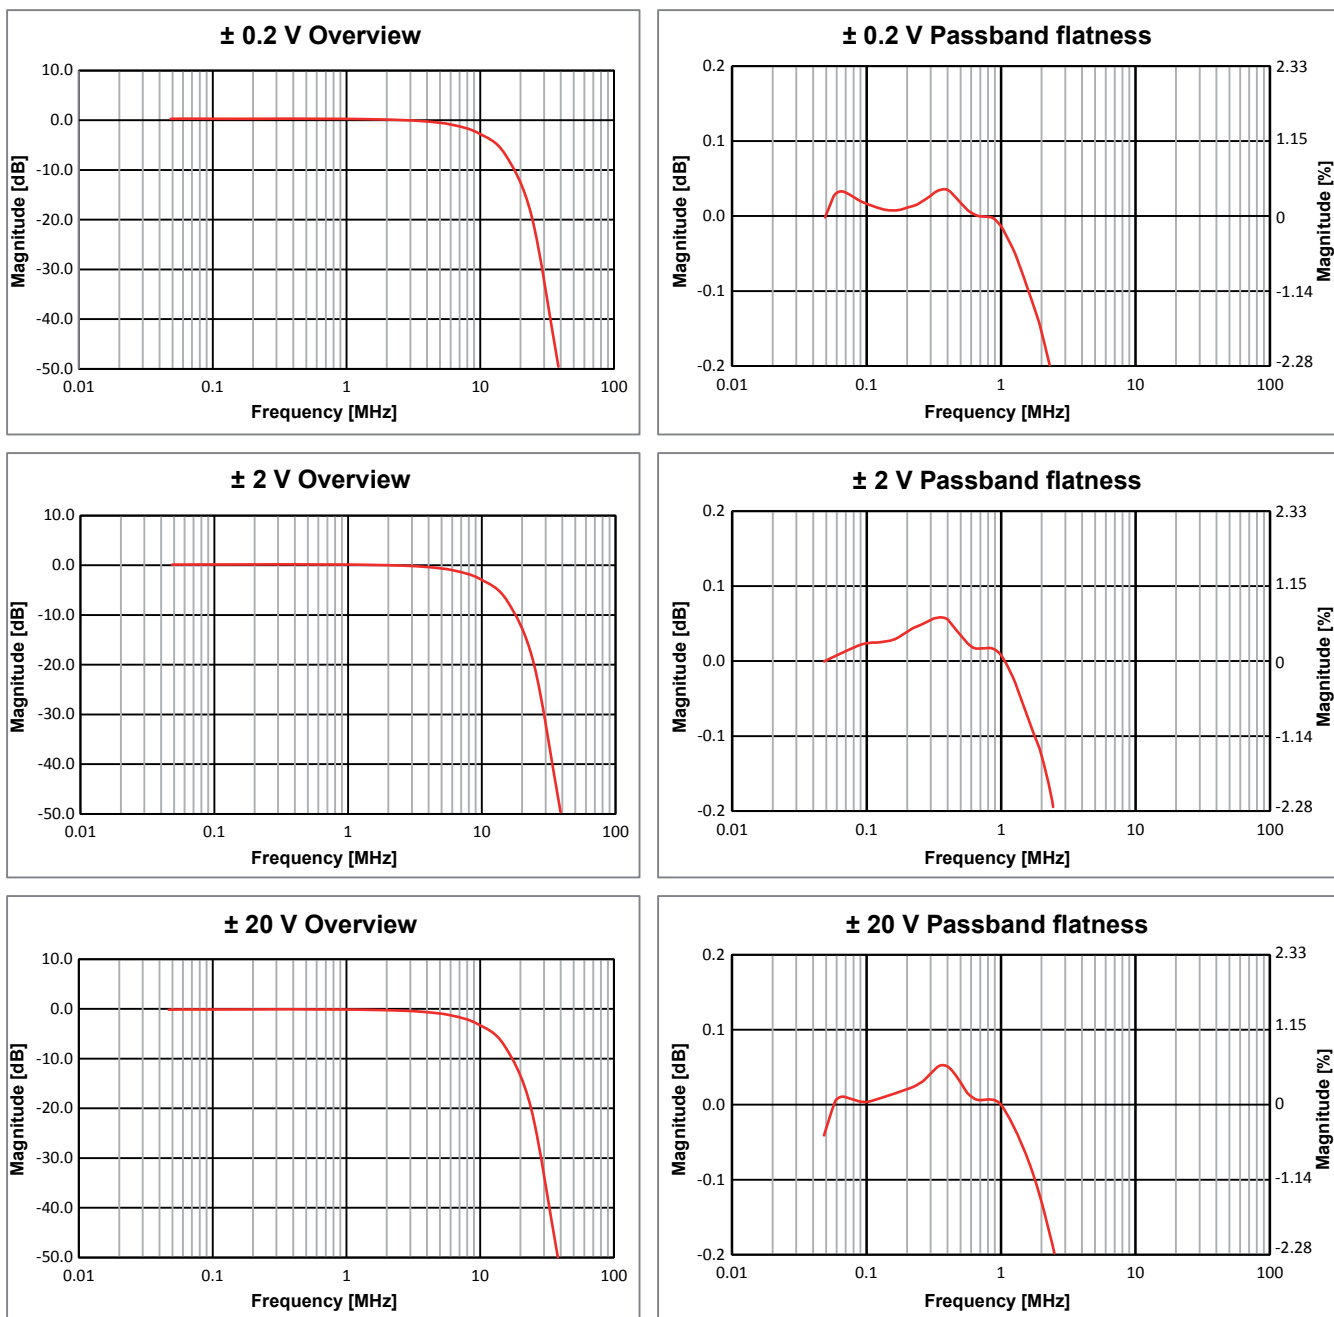 ± 0.2 V Overview
10.0
0.0
-10.0
-20.0
-30.0
-40.0
-50.0
Magnitude [dB]
0.01 0.1 1 10 100
Frequency [MHz]
± 0.2 V Passband flatness
0.2
0.1
0.0
-0.1
-0.2
Magnitude [dB]
2.33
1.15
0
-1.14
-2.28
Magnitude [%]
0.01 0.1 1 10 100
Frequency [MHz]
± 2 V Overview
10.0
0.0
-10.0
-20.0
-30.0
-40.0
-50.0
Magnitude [dB]
0.01 0.1 1 10 100
Frequency [MHz]
± 2 V Passband flatness
0.2
0.1
0.0
-0.1
-0.2
Magnitude [dB]
2.33
1.15
0
-1.14
-2.28
Magnitude [%]
0.01 0.1 1 10 100
Frequency [MHz]
± 20 V Overview
10.0
0.0
-10.0
-20.0
-30.0
-40.0
-50.0
Magnitude [dB]
0.01 0.1 1 10 100
Frequency [MHz]
± 20 V Passband flatness
0.2
0.1
0.0
-0.1
-0.2
Magnitude [dB]
2.33
1.15
0
-1.14
-2.28
Magnitude [%]
0.01 0.1 1 10 100
Frequency [MHz]